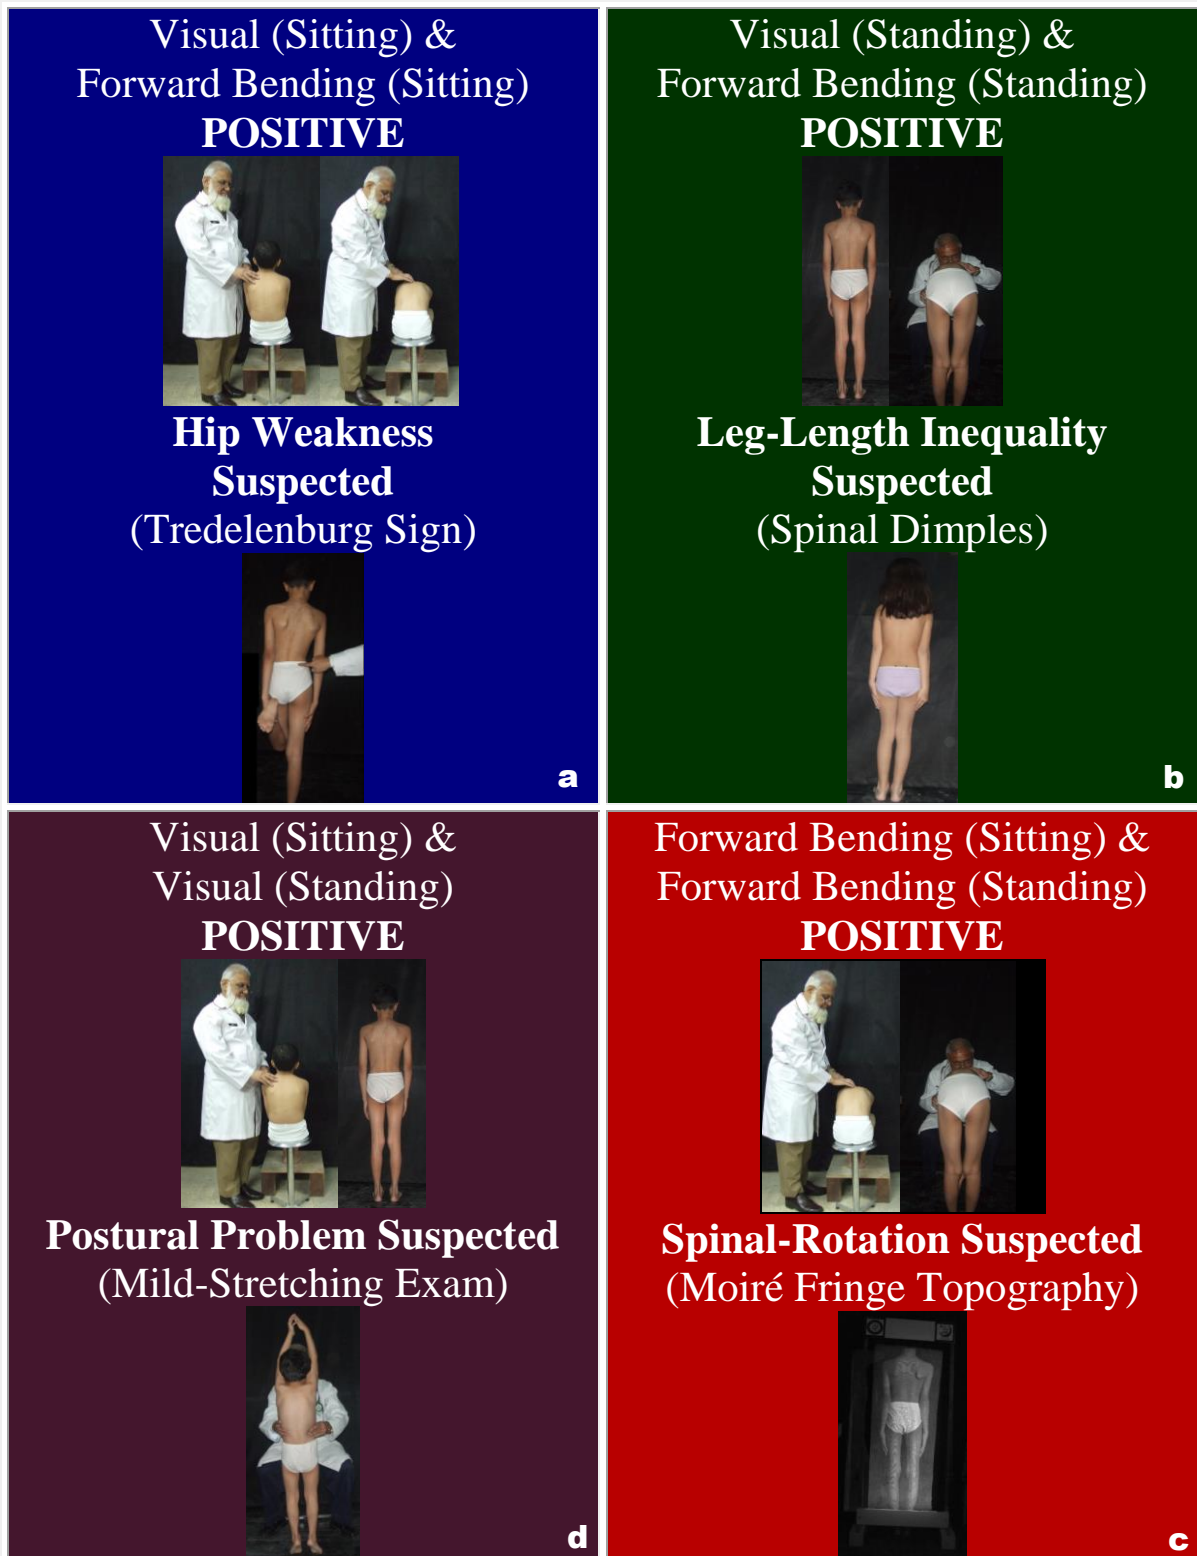 Visual (Sitting) &
Forward Bending (Sitting)
POSITIVE
Hip Weakness
Suspected
(Tredelenburg Sign)
a
Visual (Standing) &
Forward Bending (Standing)
POSITIVE
Leg-Length Inequality
Suspected
(Spinal Dimples)
b
Visual (Sitting) &
Visual (Standing)
POSITIVE
Postural Problem Suspected
(Mild-Stretching Exam)
d
Forward Bending (Sitting) &
Forward Bending (Standing)
POSITIVE
Spinal-Rotation Suspected
(Moiré Fringe Topography)
c